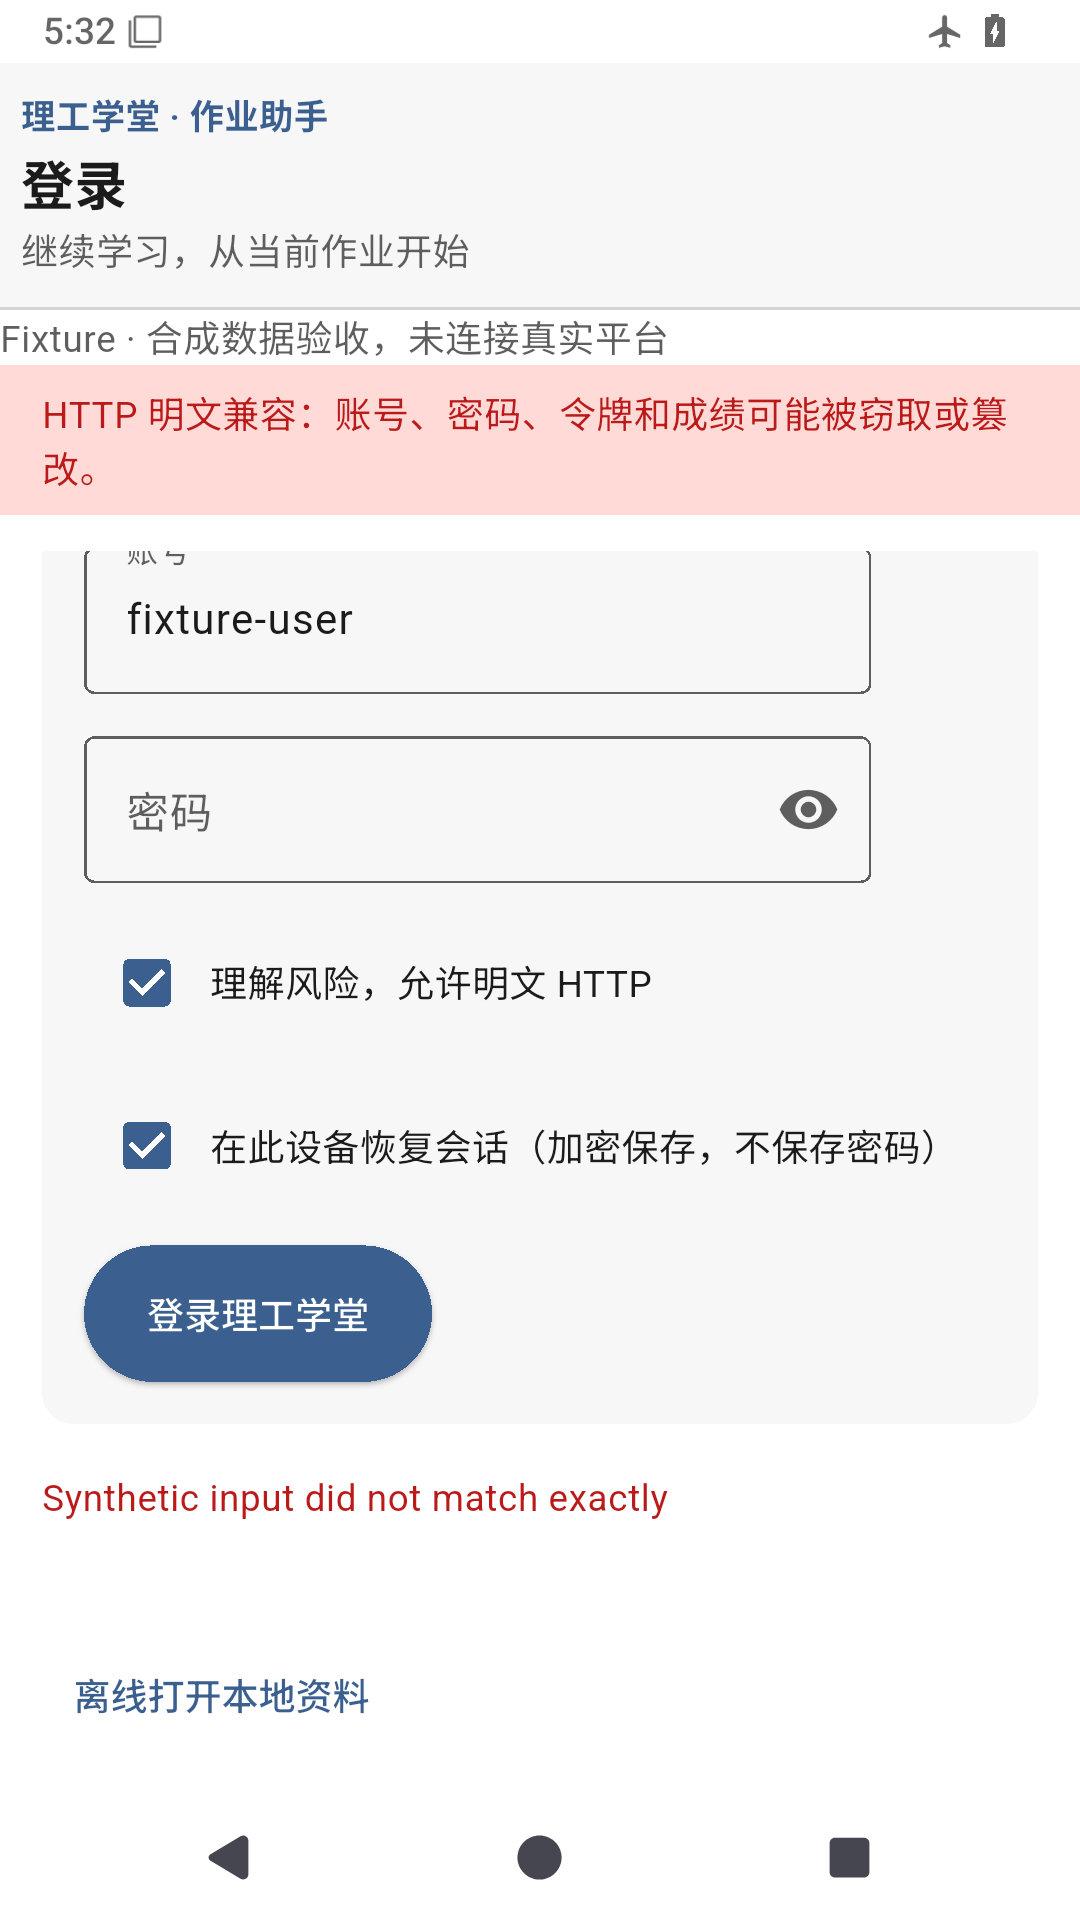 5:32
理工学堂 · 作业助手
登录
继续学习，从当前作业开始
Fixture · 合成数据验收，未连接真实平台
HTTP 明文兼容：账号、密码、令牌和成绩可能被窃取或篡
改。
账号
fixture-user
密码
理解风险，允许明文 HTTP
在此设备恢复会话（加密保存，不保存密码）
登录理工学堂
Synthetic input did not match exactly
离线打开本地资料